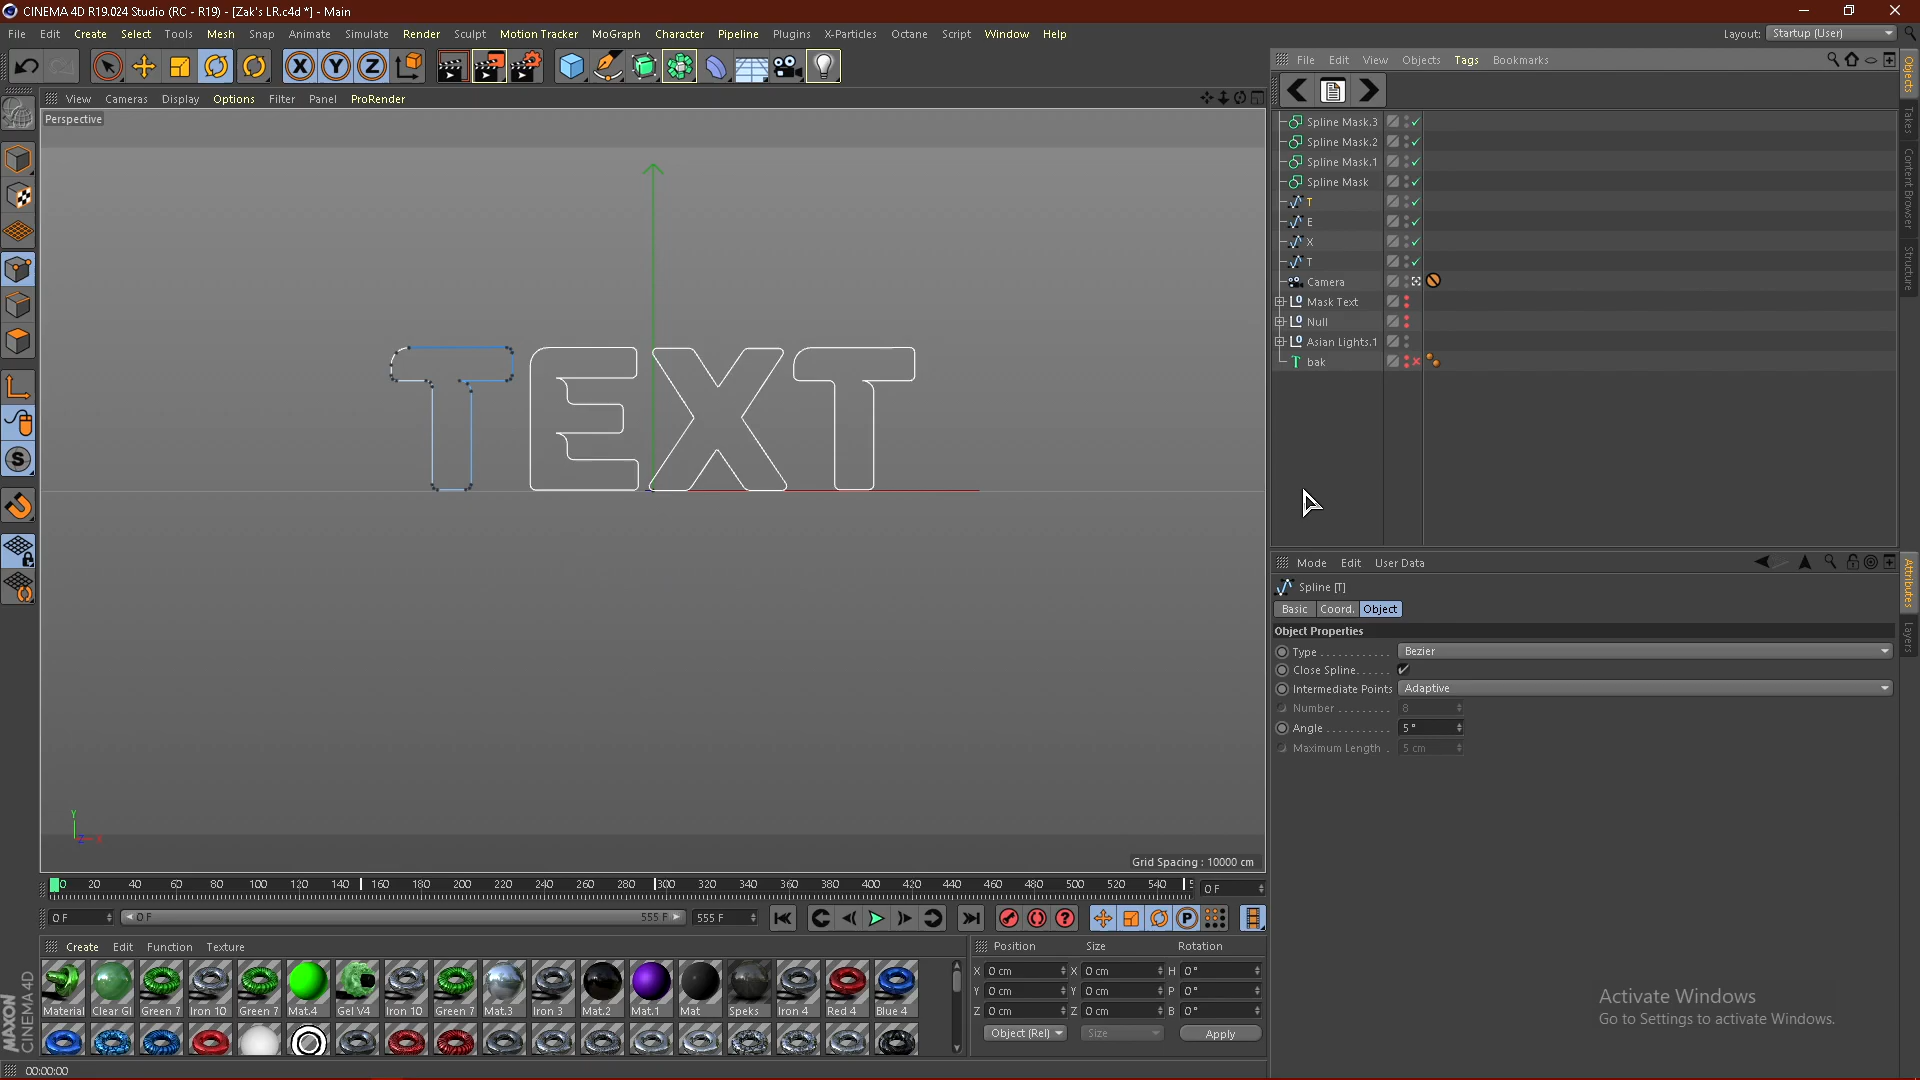 CINEMA 4D R19.024 Studio (RC - R19) - [Zak's LR.c4d *] - Main
File Edit Create Select Tools Mesh Snap Animate Simulate Render Sculpt Motion Tracker MoGraph Character Pipeline Plugins X-Particles Octane Script Window Help
Layout: Startup (User)
X Y Z
File Edit View Objects Tags Bookmarks
View Cameras Display Options Filter Panel ProRender
Perspective
Spline Mask.3
Spline Mask.2
Spline Mask.1
Spline Mask
T
E
X
T
Camera
Mask Text
Null
Asian Lights.1
bak
Objects
Takes
Content Browser
Structure
TEXT
Y
Z X
Grid Spacing : 10000 cm
Mode Edit User Data
Spline [T]
Basic Coord. Object
Object Properties
Type Bezier
Close Spline
Intermediate Points Adaptive
Number 8
Angle 5 °
Maximum Length 5 cm
Attributes
Layers
0 20 40 60 80 100 120 140 160 180 200 220 240 260 280 300 320 340 360 380 400 420 440 460 480 500 520 540 5 0 F
0 F 0 F 555 F 555 F
Create Edit Function Texture
Position Size Rotation
X 0 cm X 0 cm H 0 °
Y 0 cm Y 0 cm P 0 °
Z 0 cm Z 0 cm B 0 °
Object (Rel) Size Apply
Material Clear Gl Green 7 Iron 10 Green 7 Mat.4 Gel V4 Iron 10 Green 7 Mat.3 Iron 3 Mat.2 Mat.1 Mat Speks Iron 4 Red 4 Blue 4
Activate Windows
Go to Settings to activate Windows.
MAXON
CINEMA 4D
00:00:00